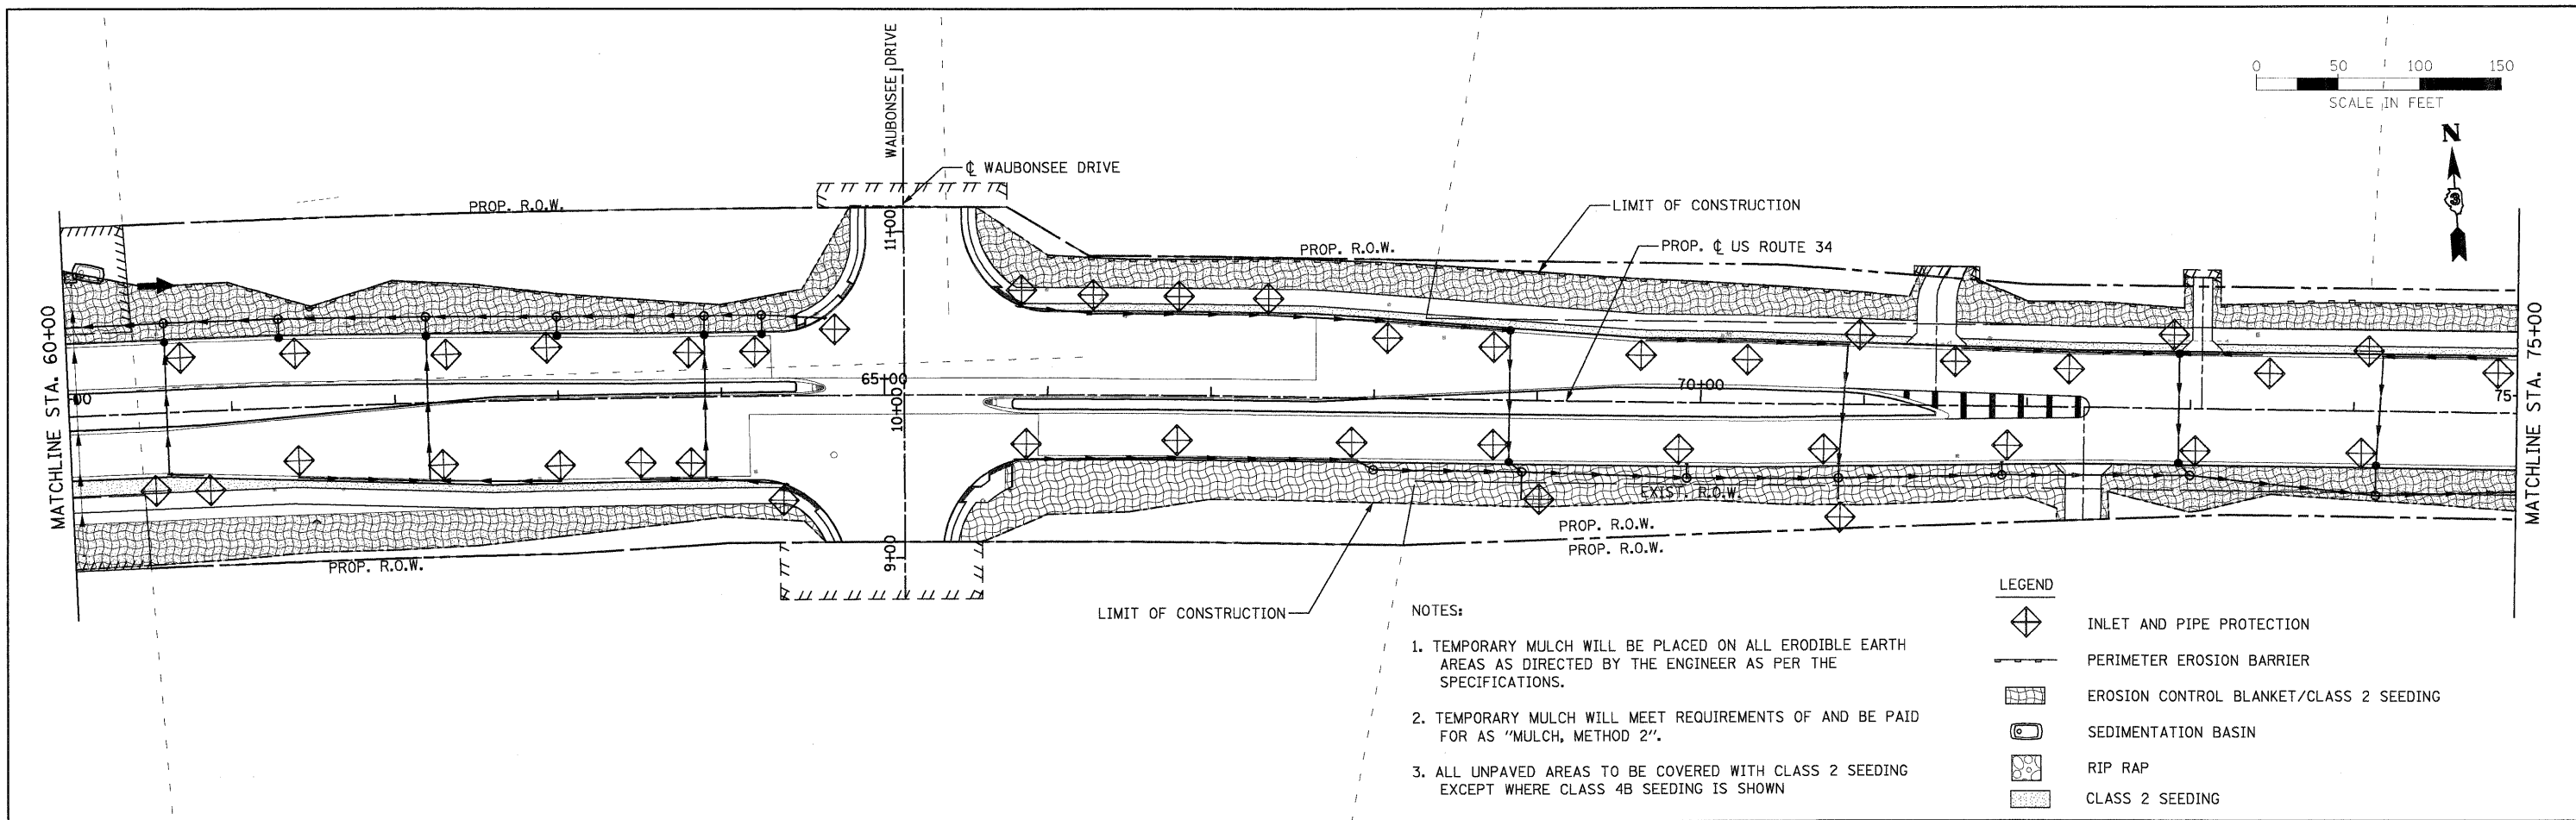 WAUBONSEE DRIVE
℄ WAUBONSEE DRIVE
0 50 100 150
SCALE IN FEET
N
3
PROP. R.O.W.
11+00
LIMIT OF CONSTRUCTION
PROP. R.O.W.
PROP. ℄ US ROUTE 34
MATCHLINE STA. 60+00
00
65+00
10+00
70+00
75
MATCHLINE STA. 75+00
EXIST. R.O.W.
PROP. R.O.W.
PROP. R.O.W.
9+00
PROP. R.O.W.
LIMIT OF CONSTRUCTION
NOTES:
1. TEMPORARY MULCH WILL BE PLACED ON ALL ERODIBLE EARTH
AREAS AS DIRECTED BY THE ENGINEER AS PER THE
SPECIFICATIONS.
2. TEMPORARY MULCH WILL MEET REQUIREMENTS OF AND BE PAID
FOR AS "MULCH, METHOD 2".
3. ALL UNPAVED AREAS TO BE COVERED WITH CLASS 2 SEEDING
EXCEPT WHERE CLASS 4B SEEDING IS SHOWN
LEGEND
INLET AND PIPE PROTECTION
PERIMETER EROSION BARRIER
EROSION CONTROL BLANKET/CLASS 2 SEEDING
SEDIMENTATION BASIN
RIP RAP
CLASS 2 SEEDING